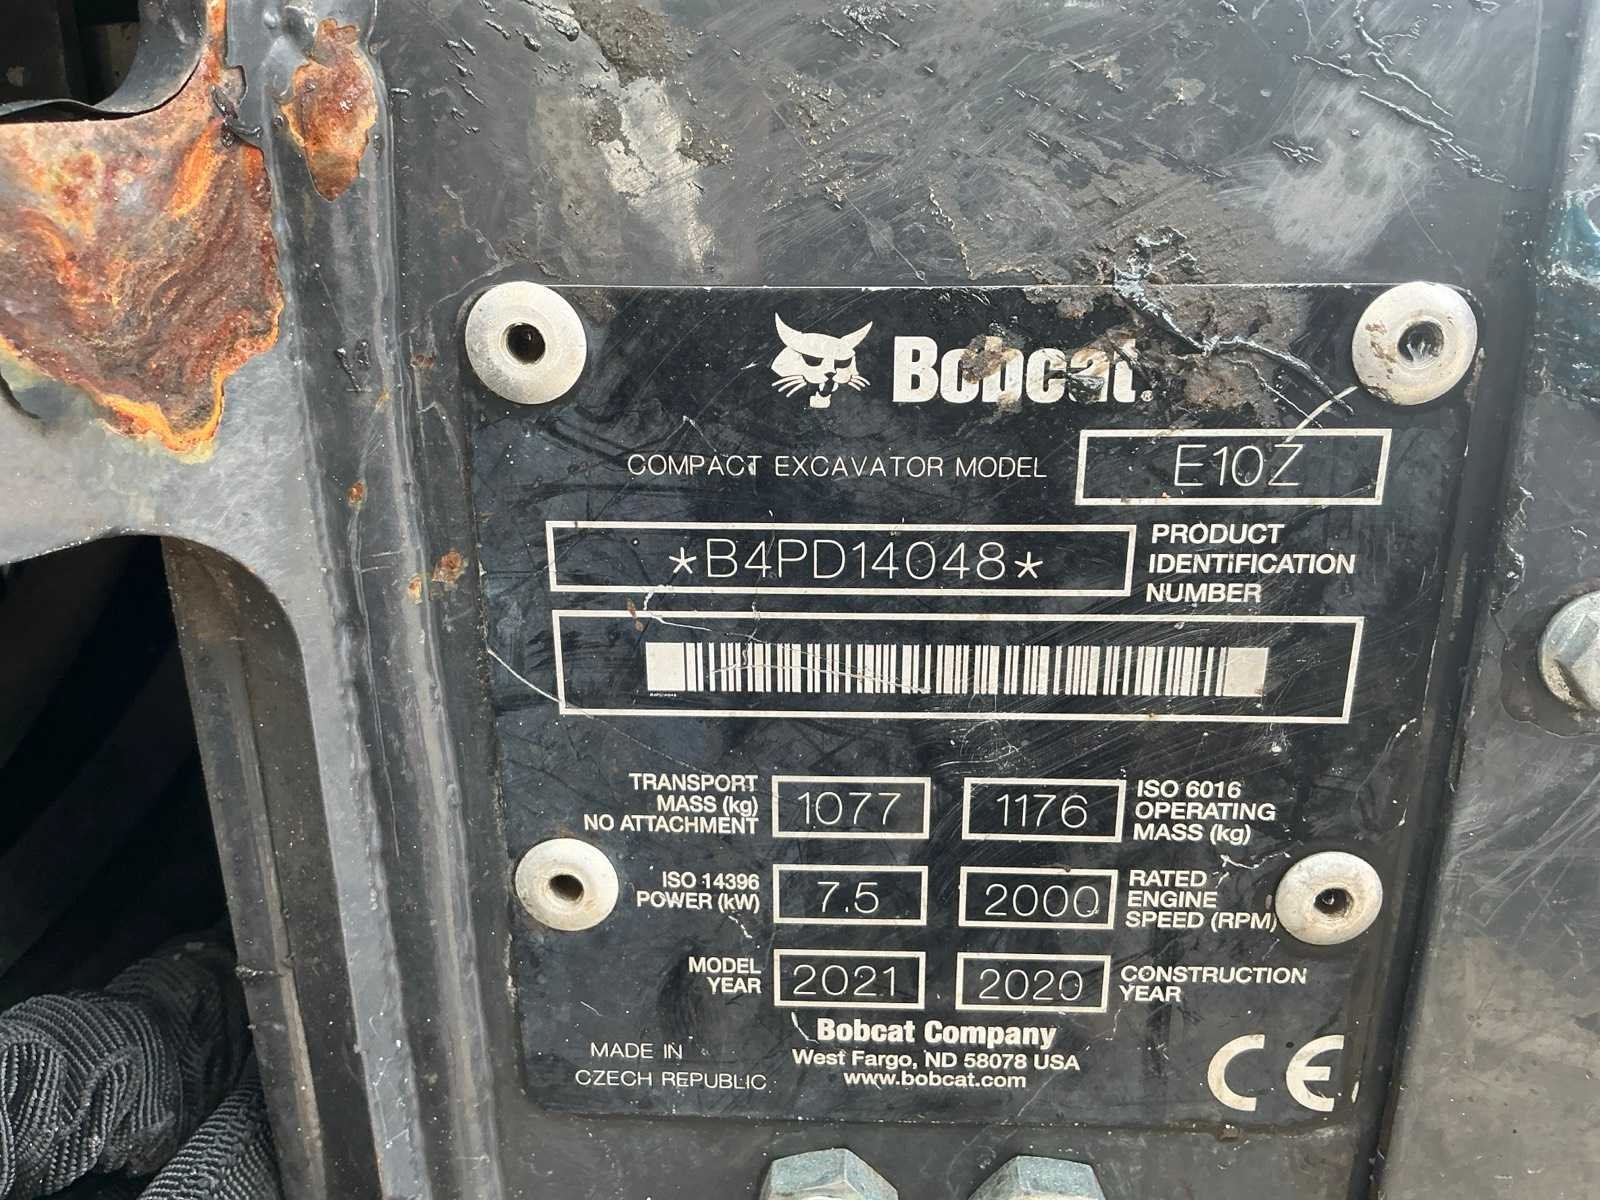 Bobcat®
COMPACT EXCAVATOR MODEL E10Z
*B4PD14048*
PRODUCT
IDENTIFICATION
NUMBER
TRANSPORT
MASS (kg)
NO ATTACHMENT
1077
1176
ISO 6016
OPERATING
MASS (kg)
ISO 14396
POWER (kW)
7.5
2000
RATED
ENGINE
SPEED (RPM)
MODEL
YEAR
2021
2020
CONSTRUCTION
YEAR
Bobcat Company
West Fargo, ND 58078 USA
www.bobcat.com
MADE IN
CZECH REPUBLIC
CE